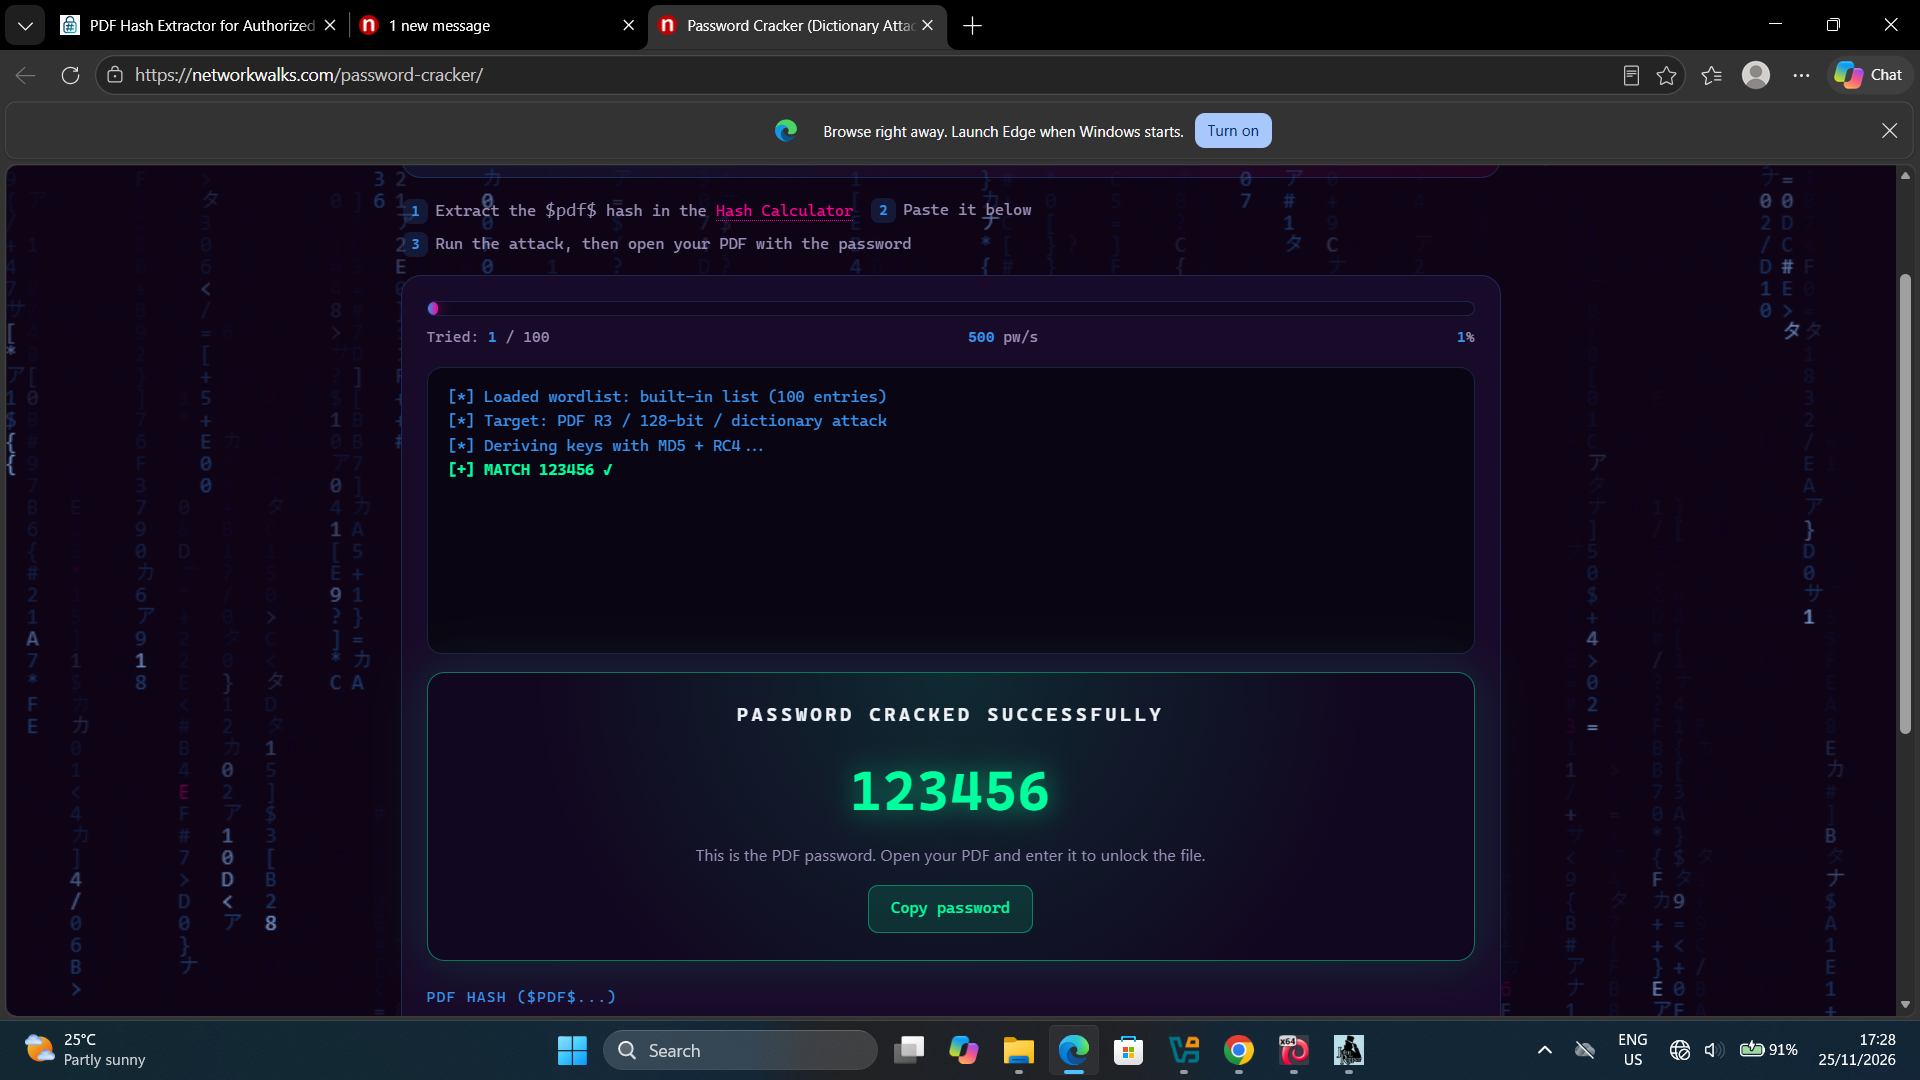 PDF Hash Extractor for Authorized
1 new message
Password Cracker (Dictionary Attac
https://networkwalks.com/password-cracker/
Chat
Browse right away. Launch Edge when Windows starts.
Turn on
1 Extract the $pdf$ hash in the Hash Calculator 2 Paste it below
3 Run the attack, then open your PDF with the password
Tried: 1 / 100
500 pw/s
1%
[*] Loaded wordlist: built-in list (100 entries)
[*] Target: PDF R3 / 128-bit / dictionary attack
[*] Deriving keys with MD5 + RC4...
[+] MATCH 123456 ✓
PASSWORD CRACKED SUCCESSFULLY
123456
This is the PDF password. Open your PDF and enter it to unlock the file.
Copy password
PDF HASH ($PDF$...)
25°C
Partly sunny
Search
ENG
US
91%
17:28
25/11/2026